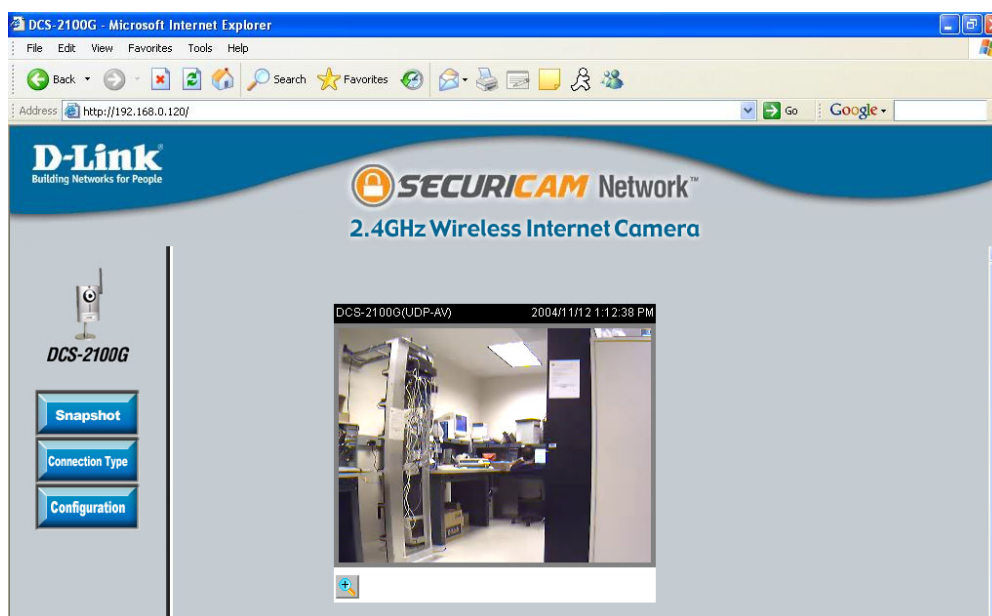 DCS-2100G - Microsoft Internet Explorer
File Edit View Favorites Tools Help
Back Search Favorites
Address http://192.168.0.120/ Go Google
D-Link®
Building Networks for People
SECURICAM Network™
2.4GHz Wireless Internet Camera
DCS-2100G(UDP-AV) 2004/11/12 1:12:38 PM
DCS-2100G
Snapshot
Connection Type
Configuration